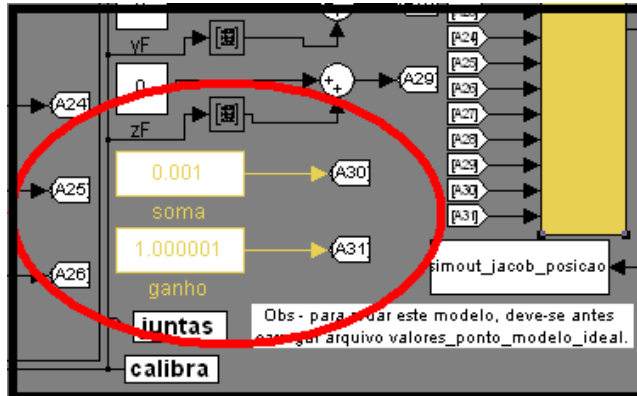 [A24]
yF
[A25]
0
A29
[A26]
[A27]
A24
[A28]
zF
[A29]
0.001
A30
[A30]
A25
soma
[A31]
1.000001
A31
simout_jacob_posicao
A26
ganho
juntas
Obs - para rodar este modelo, deve-se antes
carregar arquivo valores_ponto_modelo_ideal.
calibra